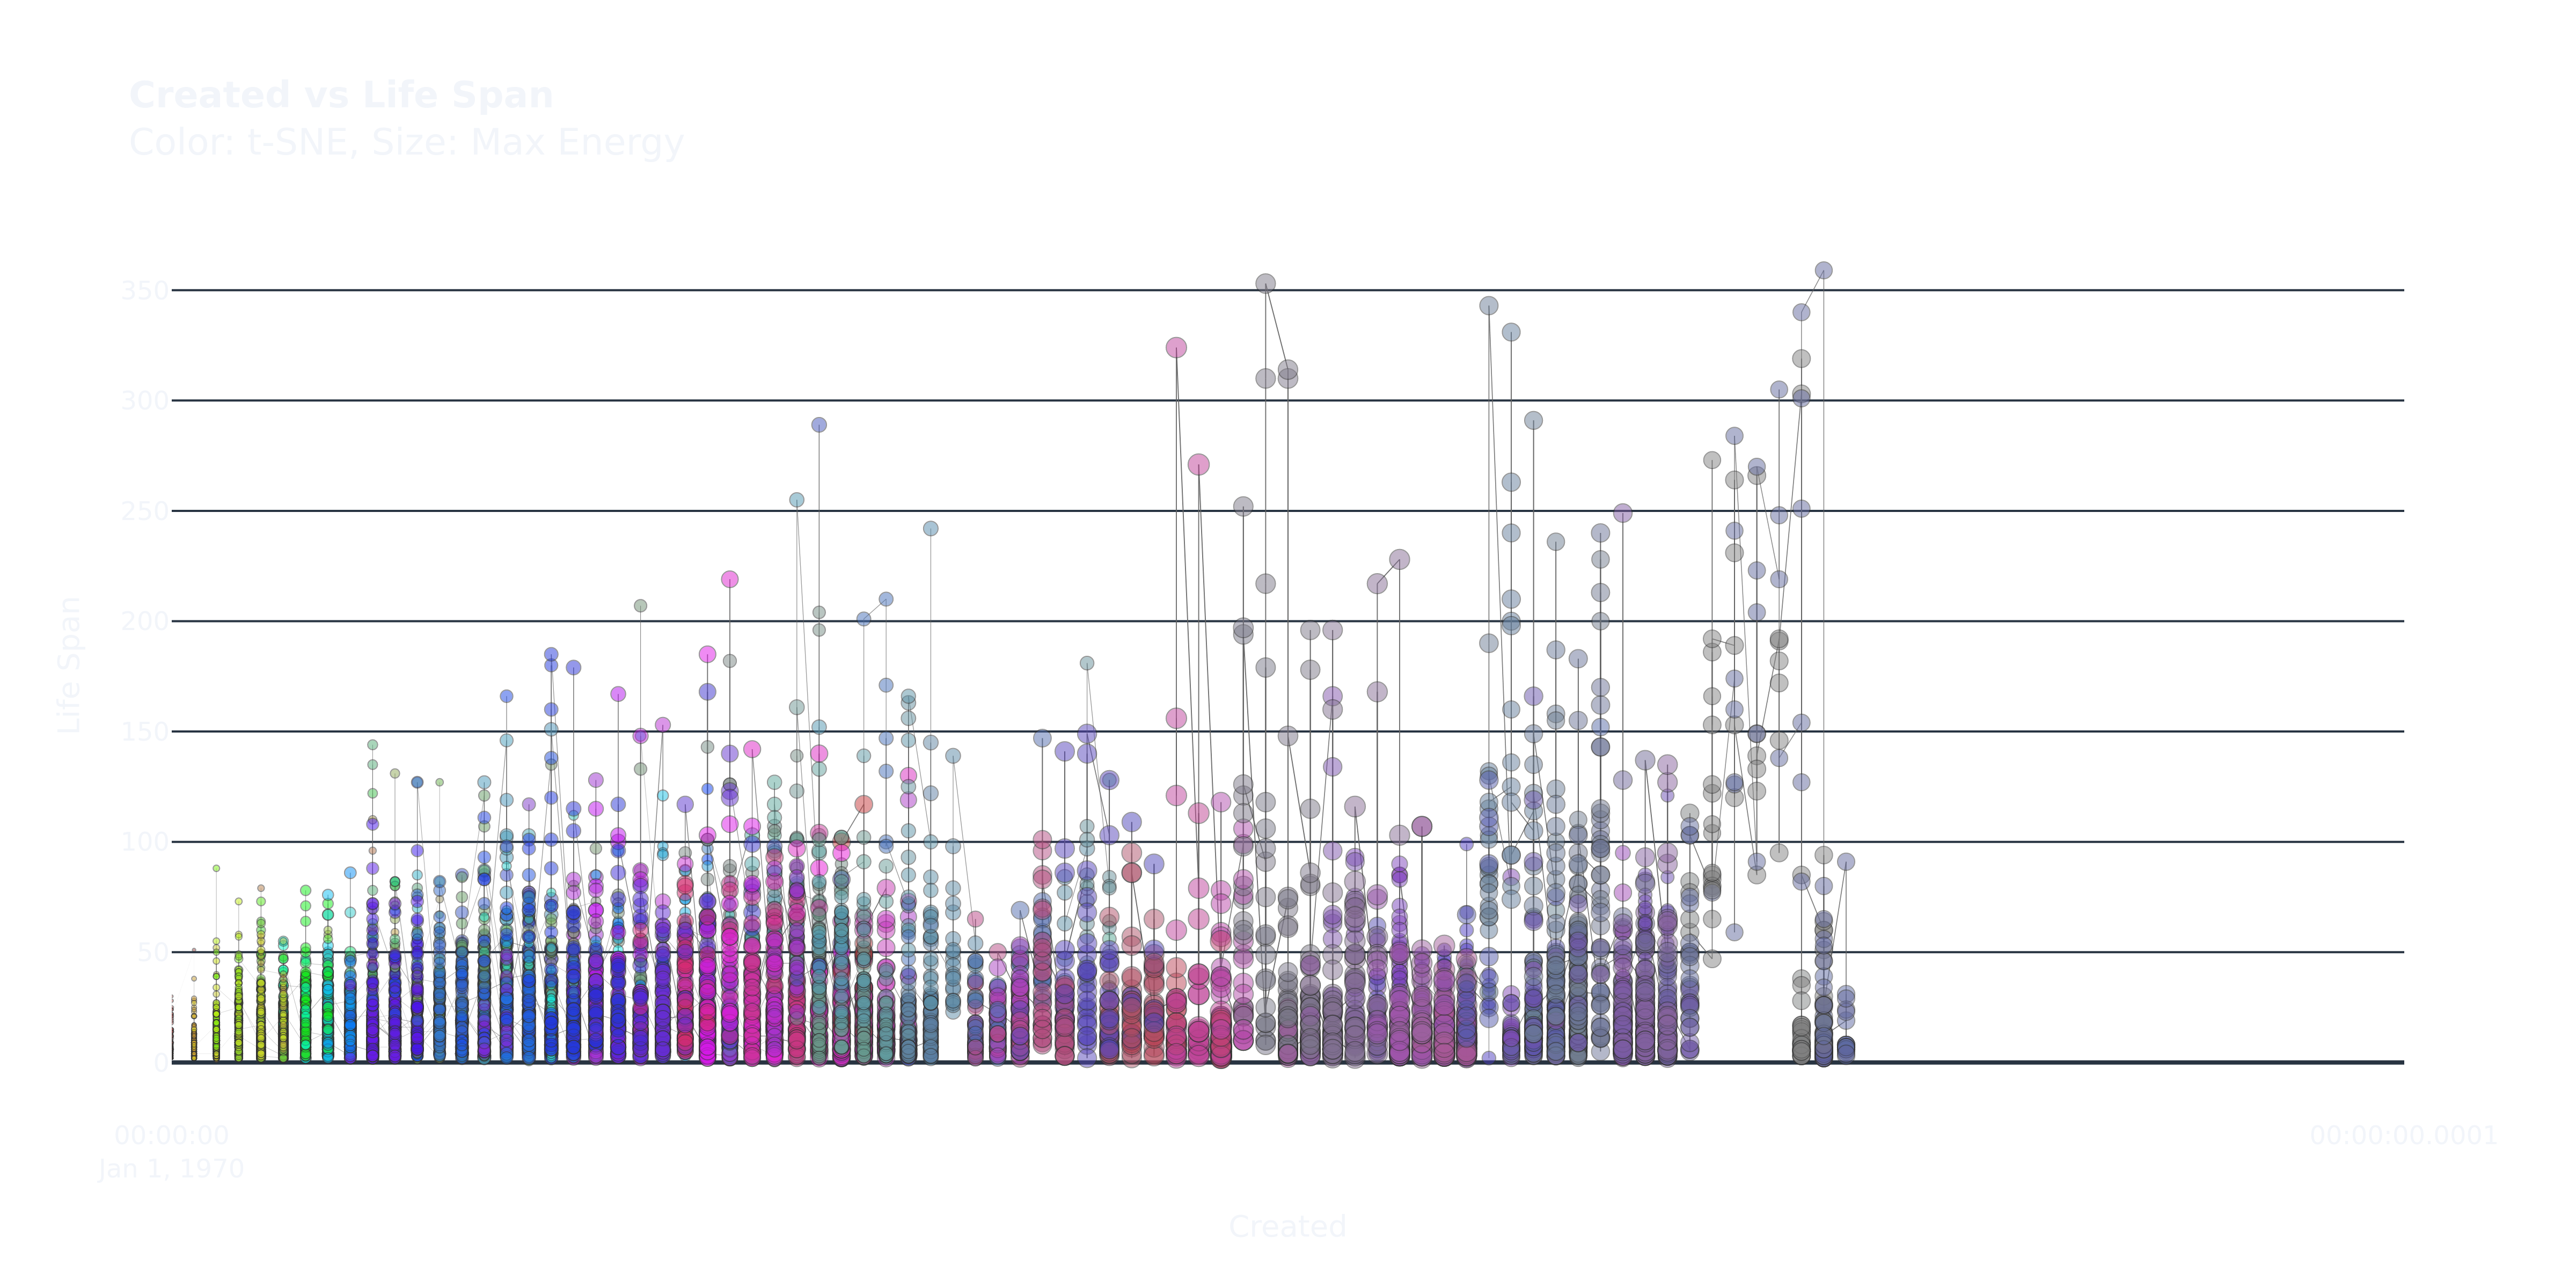 Created vs Life Span
Color: t-SNE, Size: Max Energy
350
300
250
200
150
100
50
0
Life Span
00:00:00
Jan 1, 1970
00:00:00.0001
Created